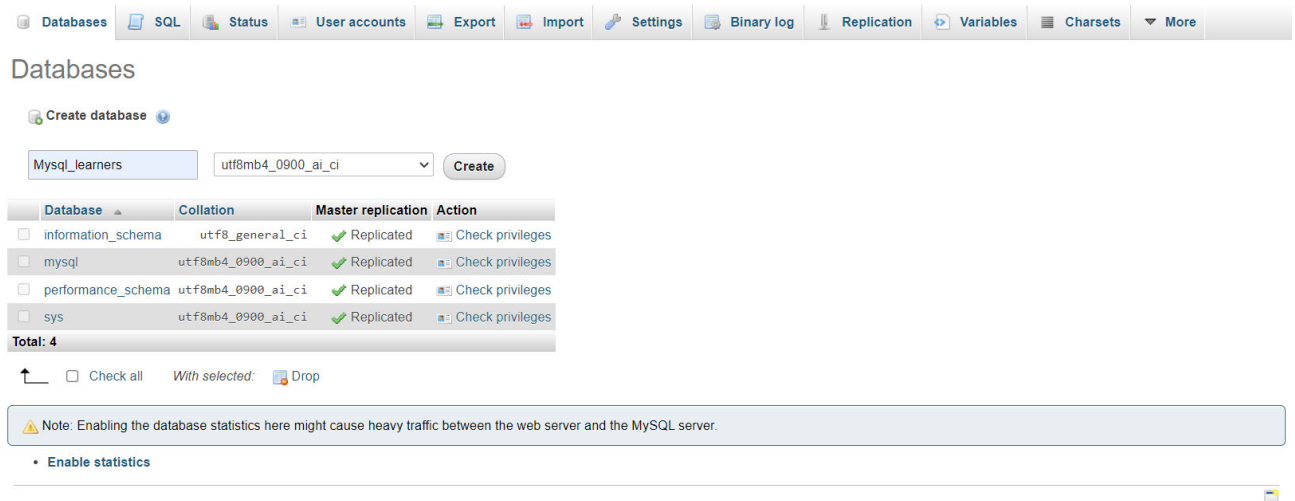 Databases SQL Status User accounts Export Import Settings Binary log Replication Variables Charsets More
Databases
Create database
Mysql_learners utf8mb4_0900_ai_ci Create
Database Collation Master replication Action
information_schema utf8_general_ci Replicated Check privileges
mysql utf8mb4_0900_ai_ci Replicated Check privileges
performance_schema utf8mb4_0900_ai_ci Replicated Check privileges
sys utf8mb4_0900_ai_ci Replicated Check privileges
Total: 4
Check all With selected: Drop
Note: Enabling the database statistics here might cause heavy traffic between the web server and the MySQL server.
• Enable statistics